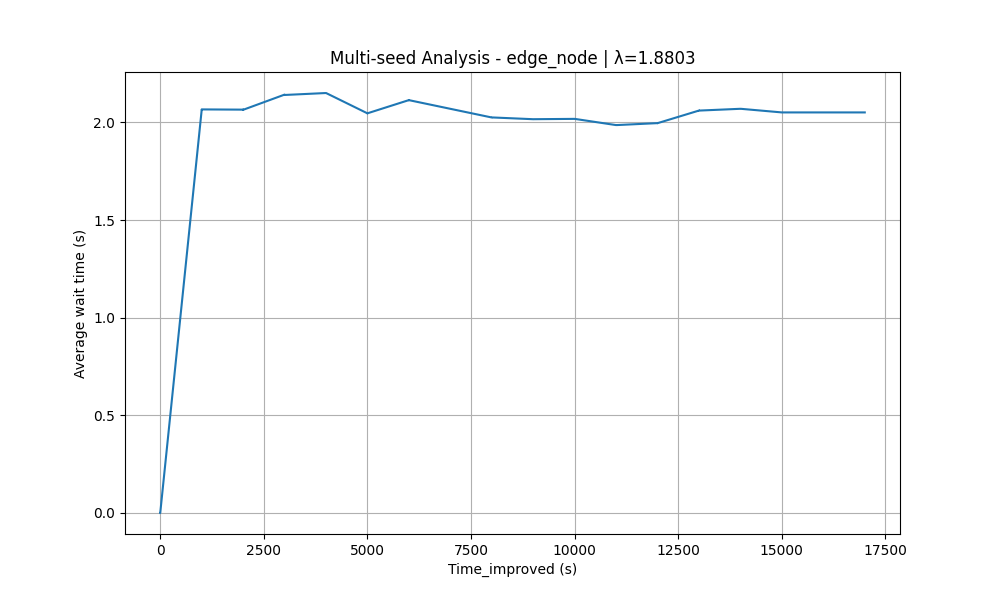 Multi-seed Analysis - edge_node | λ=1.8803
Average wait time (s)
2.0
1.5
1.0
0.5
0.0
0 2500 5000 7500 10000 12500 15000 17500
Time_improved (s)